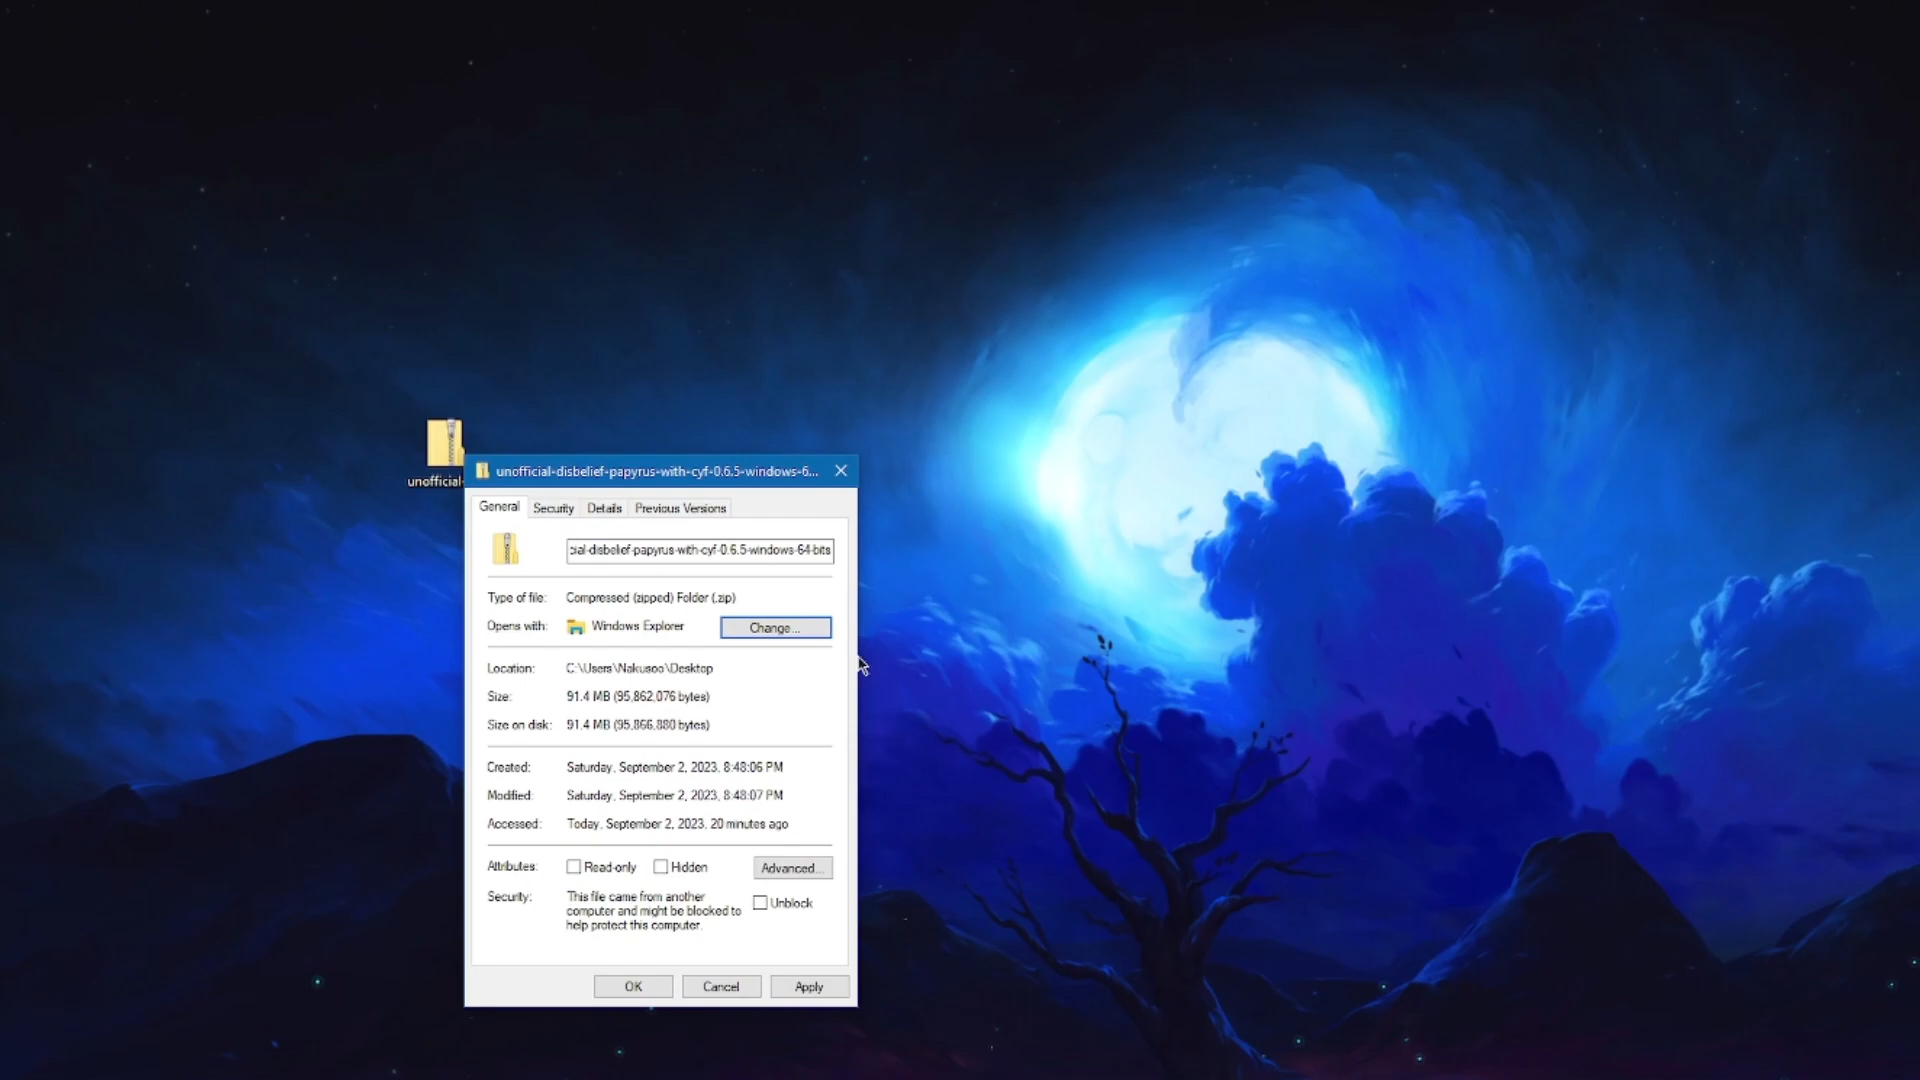 unofficial-
unofficial-disbelief-papyrus-with-cyf-0.6.5-windows-6...
General Security Details Previous Versions
cial-disbelief-papyrus-with-cyf-0.6.5-windows-64-bits
Type of file: Compressed (zipped) Folder (.zip)
Opens with: Windows Explorer Change...
Location: C:\Users\Nakusoo\Desktop
Size: 91.4 MB (95,862,076 bytes)
Size on disk: 91.4 MB (95,866,880 bytes)
Created: Saturday, September 2, 2023, 8:48:06 PM
Modified: Saturday, September 2, 2023, 8:48:07 PM
Accessed: Today, September 2, 2023, 20 minutes ago
Attributes: Read-only Hidden Advanced...
Security: This file came from another
computer and might be blocked to
help protect this computer.
Unblock
OK Cancel Apply